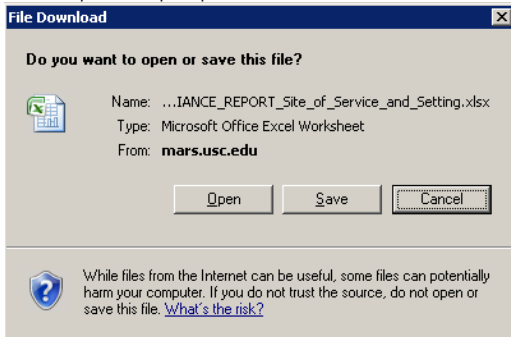 File Download
Do you want to open or save this file?
Name: ...IANCE_REPORT_Site_of_Service_and_Setting.xlsx
Type: Microsoft Office Excel Worksheet
From: mars.usc.edu
Open Save Cancel
While files from the Internet can be useful, some files can potentially
harm your computer. If you do not trust the source, do not open or
save this file. What's the risk?